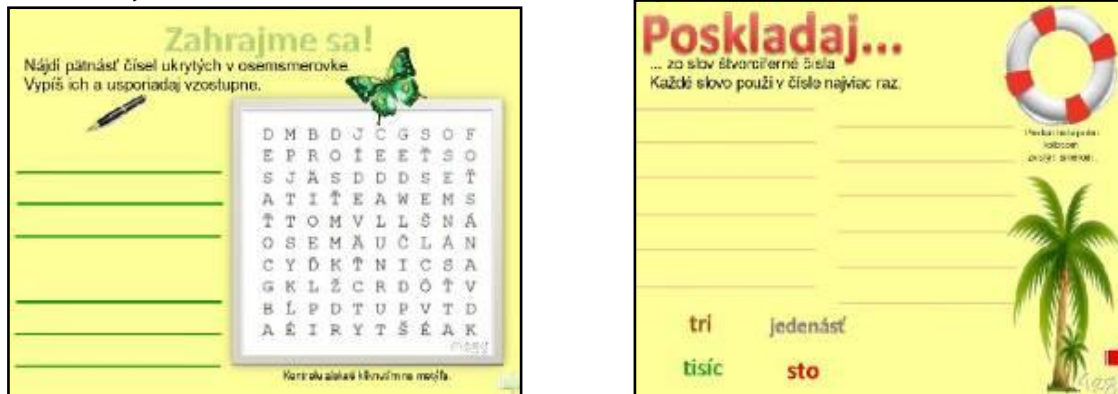 Zahrajme sa!
Nájdi pätnásť čísel ukrytých v osemsmerovke.
Vypíš ich a usporiadaj vzostupne.
D M B D J C G S O F
E P R O Í E E Ť S O
S J Ä S D D D S E Ť
A T I Ť E A W E M S
Ť T O M V L L Š N Á
O S E M Ä U Č L Á N
C Y Ď K Ť N I C S A
G K L Ž C R D Ô Ť V
B Ĺ P D T U P V T D
A É I R Y T Š É A K
Kontrolu získaš kliknutím na motýľa.
Poskladaj...
... zo slov štvorciferné čísla
Každé slovo použi v čísle najviac raz.
tri
jedenásť
tisíc
sto